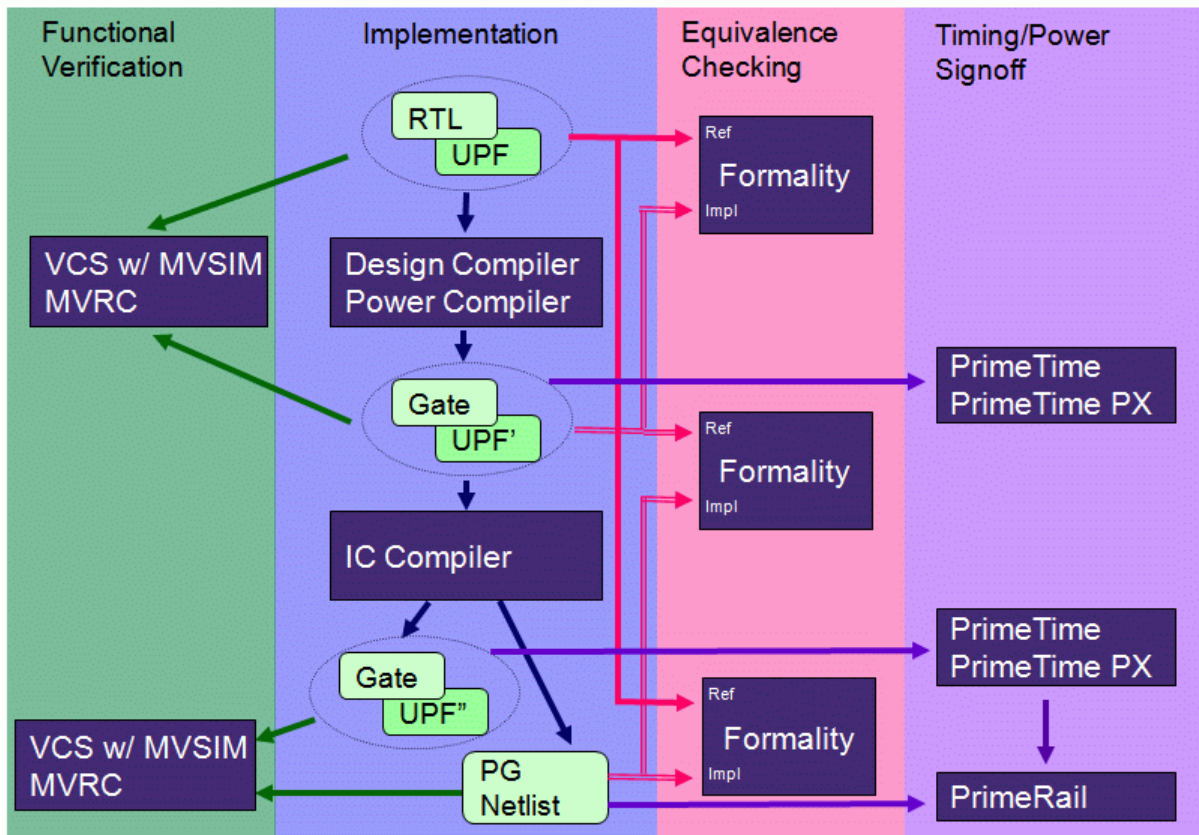 Functional
Verification
Implementation
Equivalence
Checking
Timing/Power
Signoff
RTL
UPF
Ref
Formality
Impl
VCS w/ MVSIM
MVRC
Design Compiler
Power Compiler
PrimeTime
PrimeTime PX
Gate
UPF’
Ref
Formality
Impl
IC Compiler
PrimeTime
PrimeTime PX
Gate
UPF”
Ref
Formality
Impl
VCS w/ MVSIM
MVRC
PG
Netlist
PrimeRail